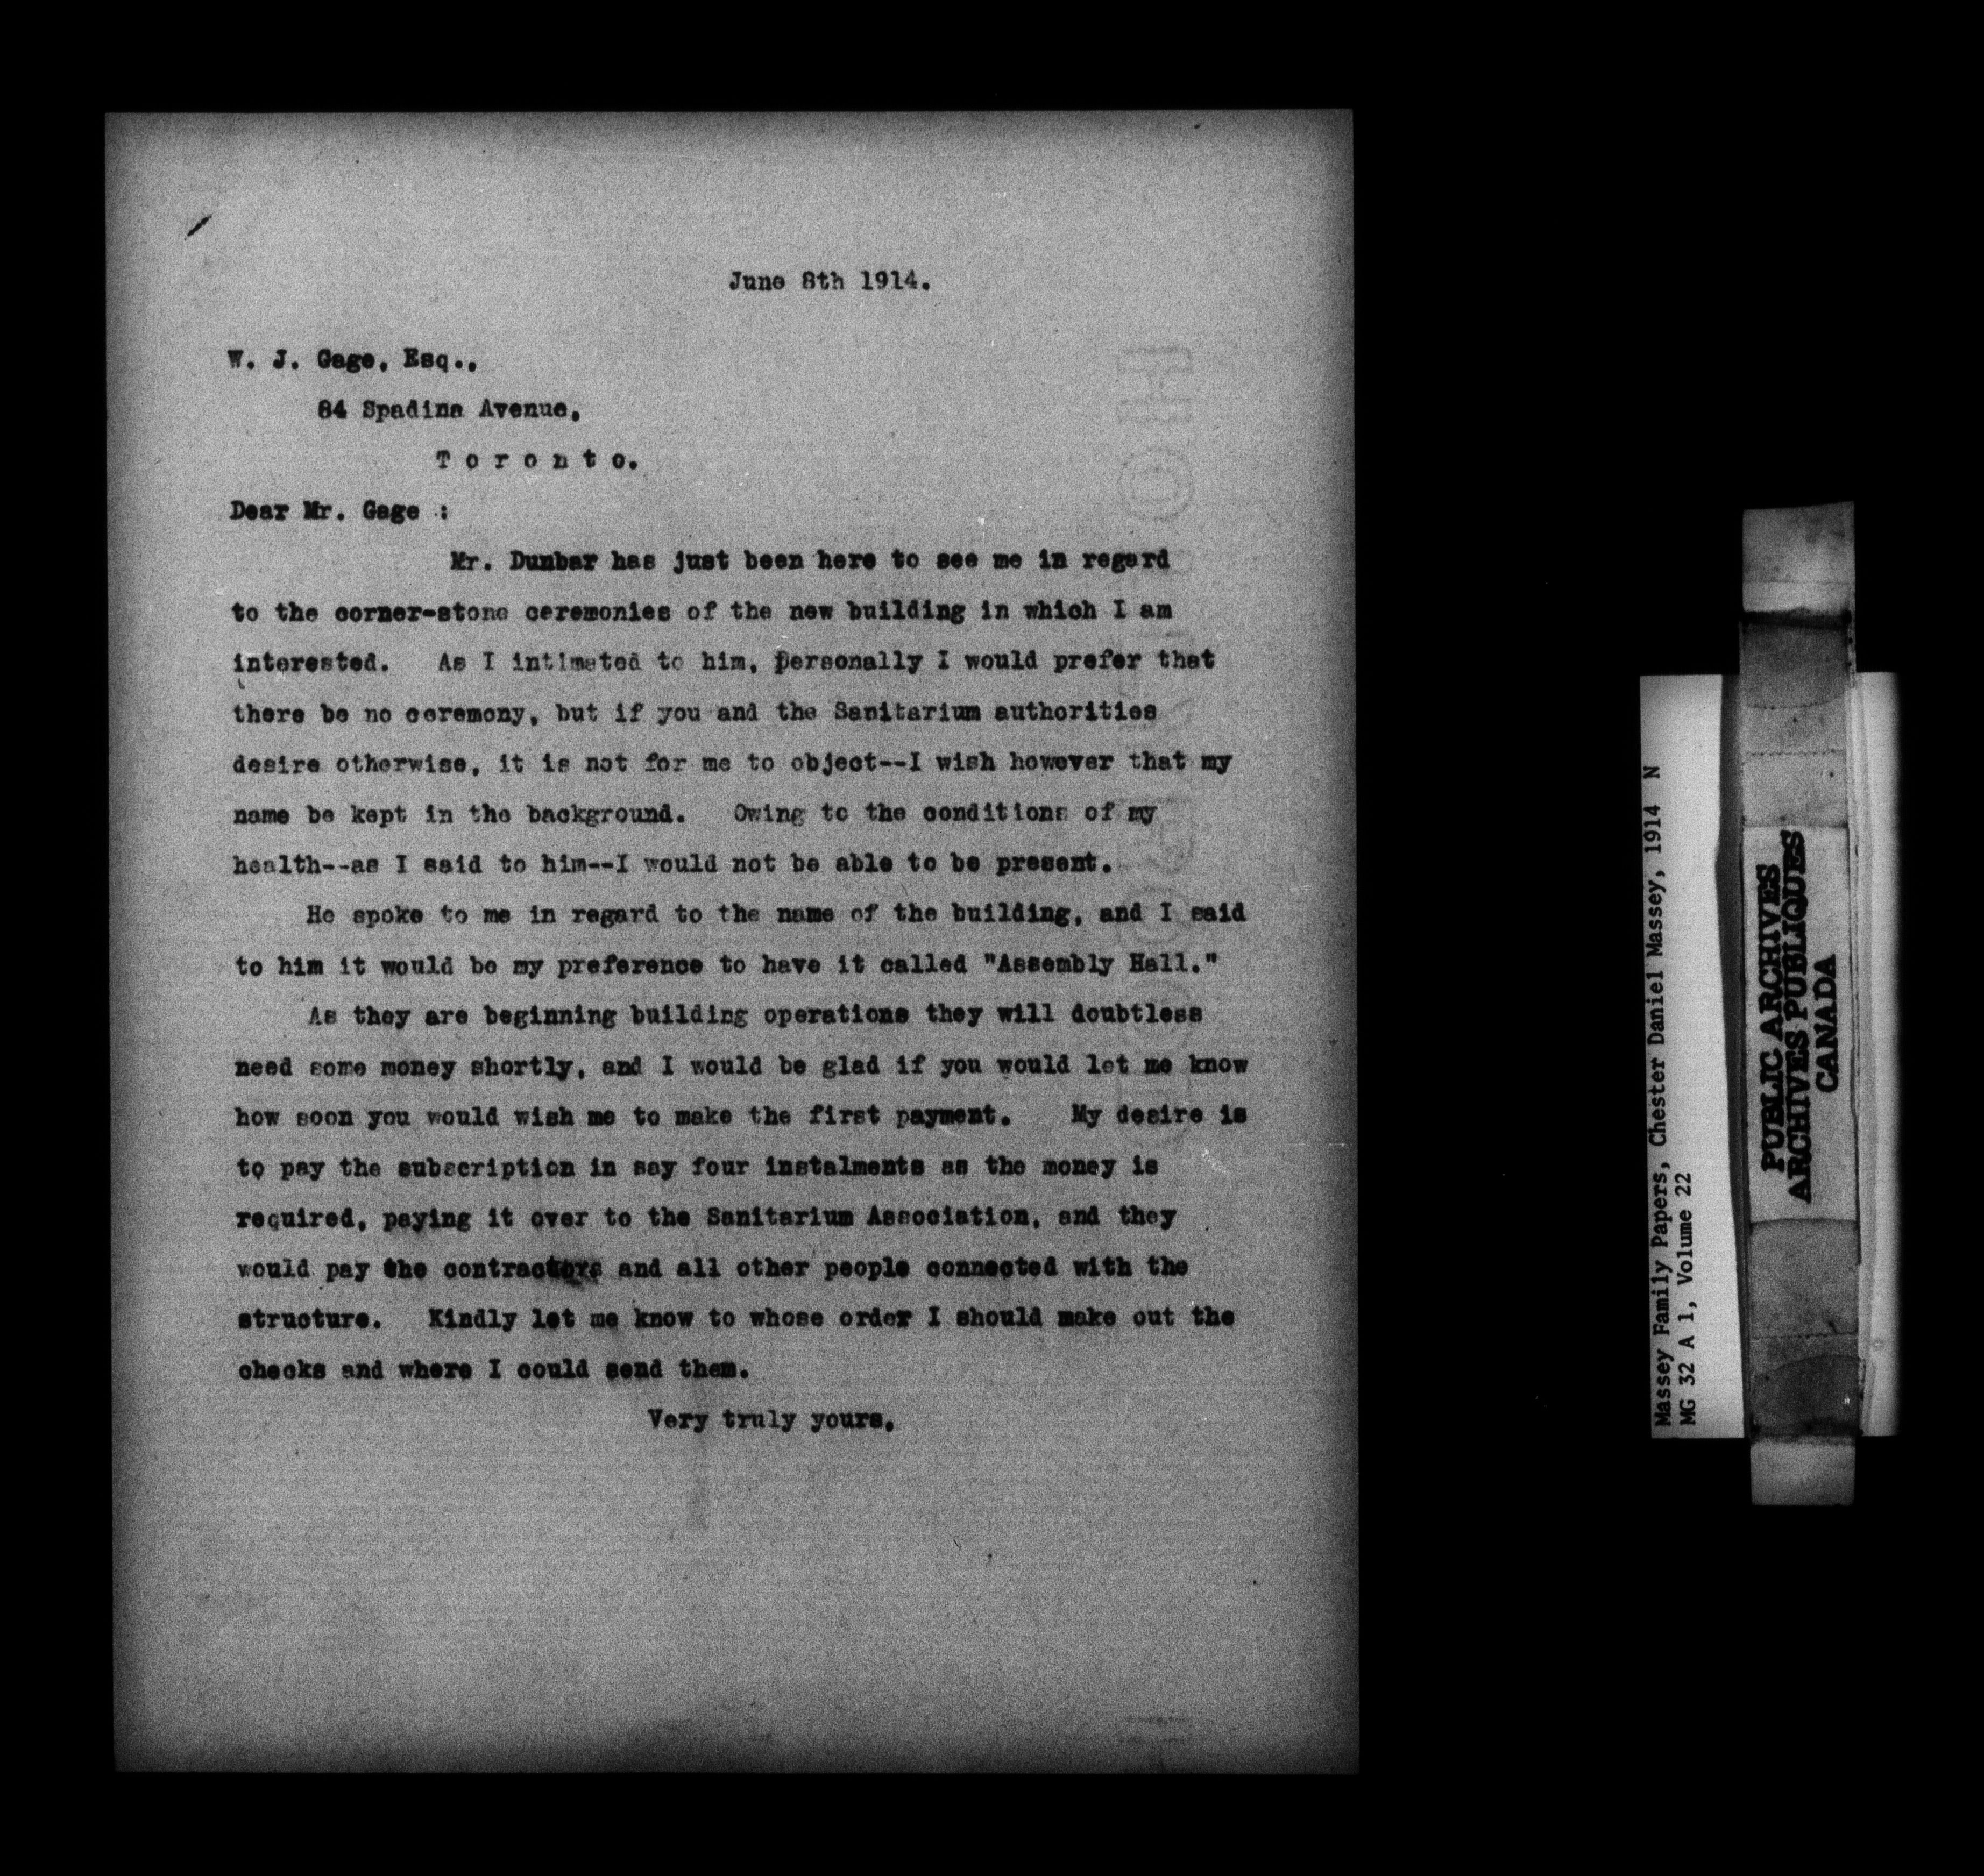 June 8th 1914.
W. J. Gage, Esq.,
84 Spadina Avenue,
Toronto.
Dear Mr. Gage :
Mr. Dunbar has just been here to see me in regard
to the corner-stone ceremonies of the new building in which I am
interested. As I intimated to him, personally I would prefer that
there be no ceremony, but if you and the Sanitarium authorities
desire otherwise, it is not for me to object--I wish however that my
name be kept in the background. Owing to the conditions of my
health--as I said to him--I would not be able to be present.
He spoke to me in regard to the name of the building, and I said
to him it would be my preference to have it called "Assembly Hall."
As they are beginning building operations they will doubtless
need some money shortly, and I would be glad if you would let me know
how soon you would wish me to make the first payment. My desire is
to pay the subscription in say four instalments as the money is
required, paying it over to the Sanitarium Association, and they
would pay the contractors and all other people connected with the
structure. Kindly let me know to whose order I should make out the
checks and where I could send them.
Very truly yours,
Massey Family Papers, Chester Daniel Massey, 1914 N
MG 32 A 1, Volume 22
PUBLIC ARCHIVES
ARCHIVES PUBLIQUES
CANADA